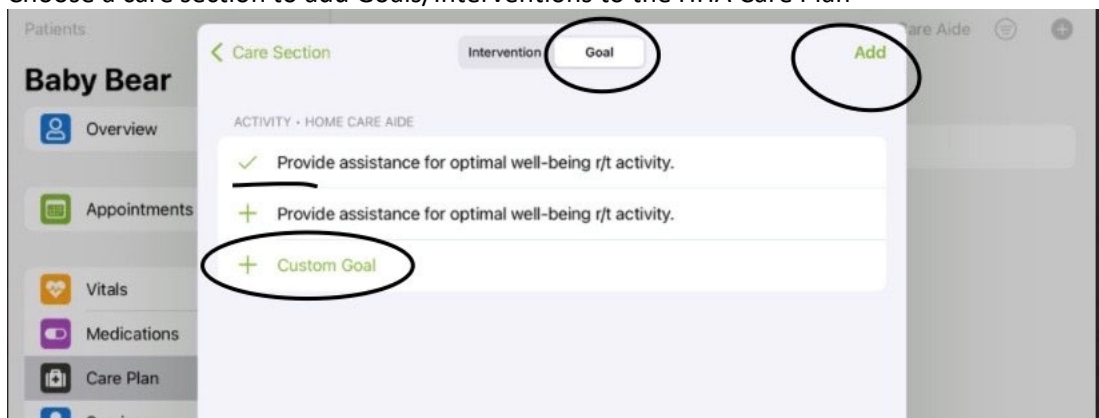 Choose a care section to add Goals/Interventions to the HHA Care Plan
Patients
Care Section
Intervention
Goal
Add
Care Aide
Baby Bear
Overview
ACTIVITY • HOME CARE AIDE
Provide assistance for optimal well-being r/t activity.
Appointments
Provide assistance for optimal well-being r/t activity.
Custom Goal
Vitals
Medications
Care Plan